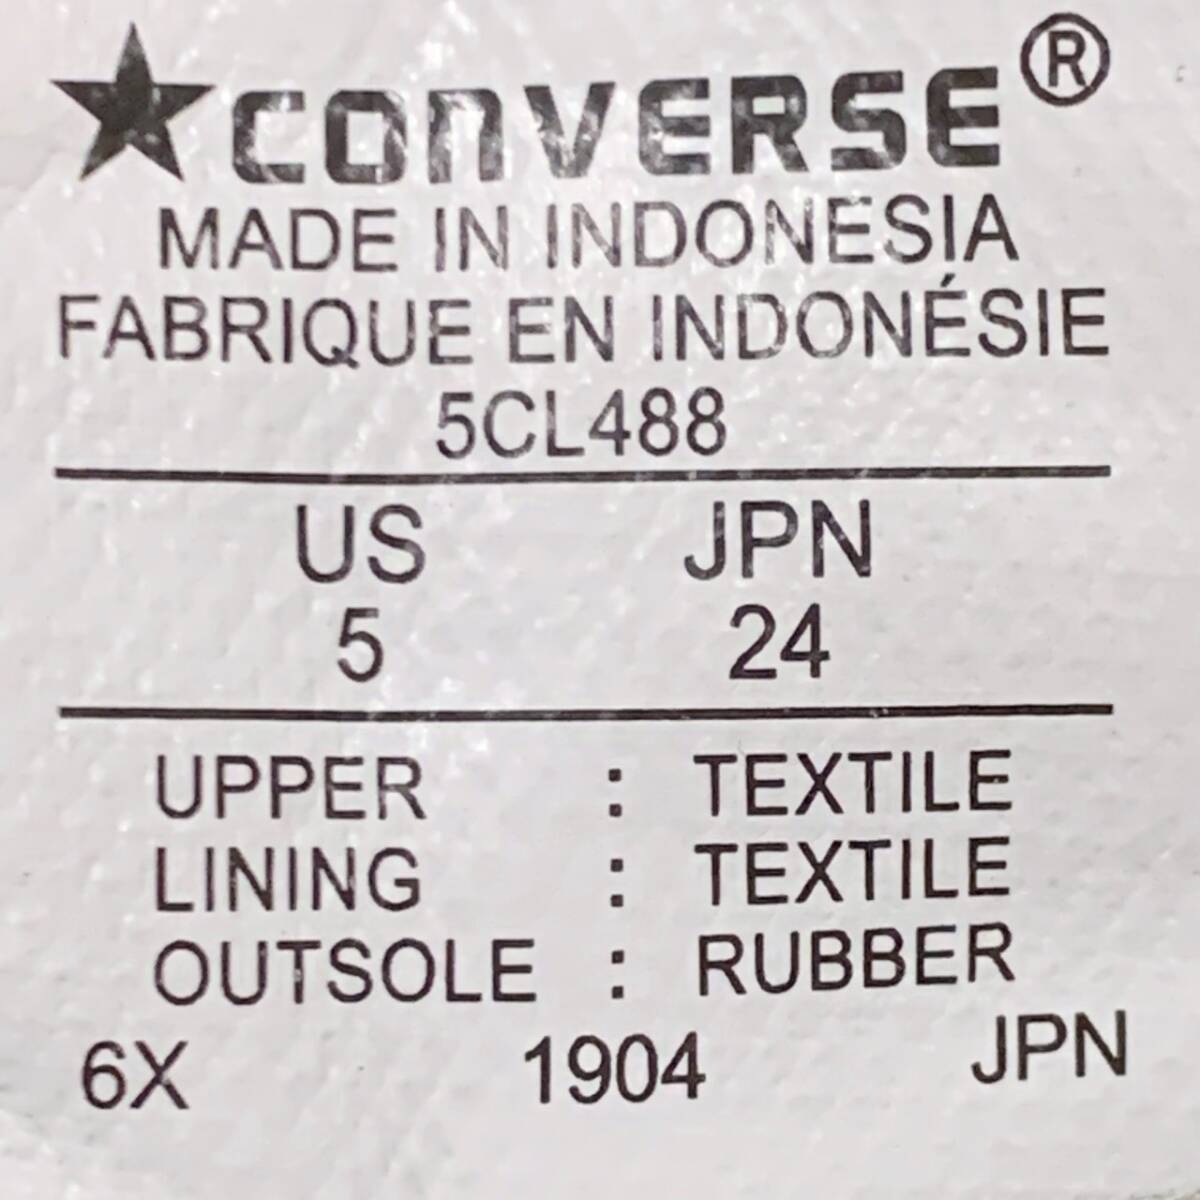 ★CONVERSE®
MADE IN INDONESIA
FABRIQUE EN INDONÉSIE
5CL488
US JPN
5 24
UPPER : TEXTILE
LINING : TEXTILE
OUTSOLE : RUBBER
6X 1904 JPN